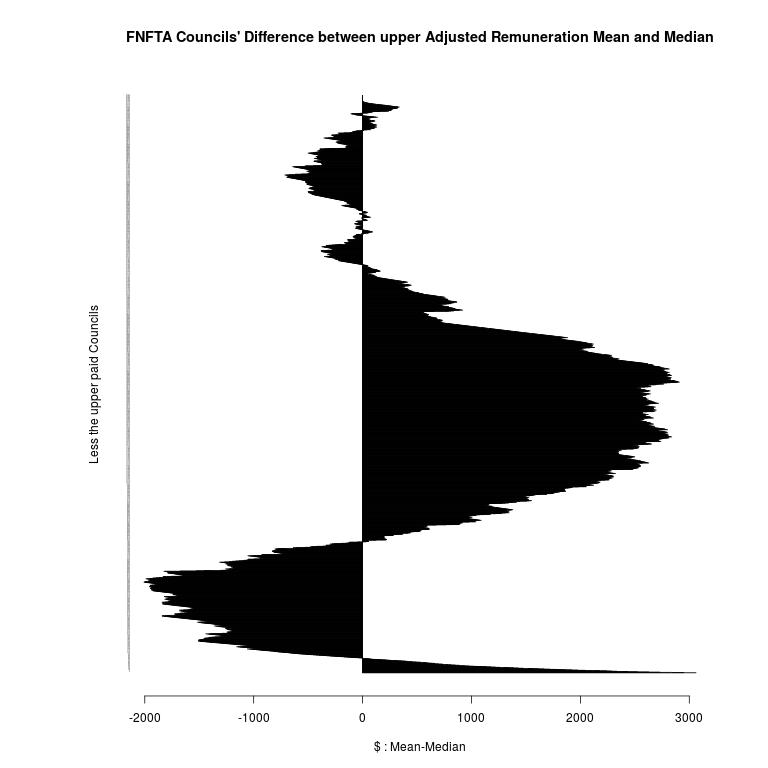 FNFTA Councils' Difference between upper Adjusted Remuneration Mean and Median
Less the upper paid Councils
-2000 -1000 0 1000 2000 3000
$ : Mean-Median